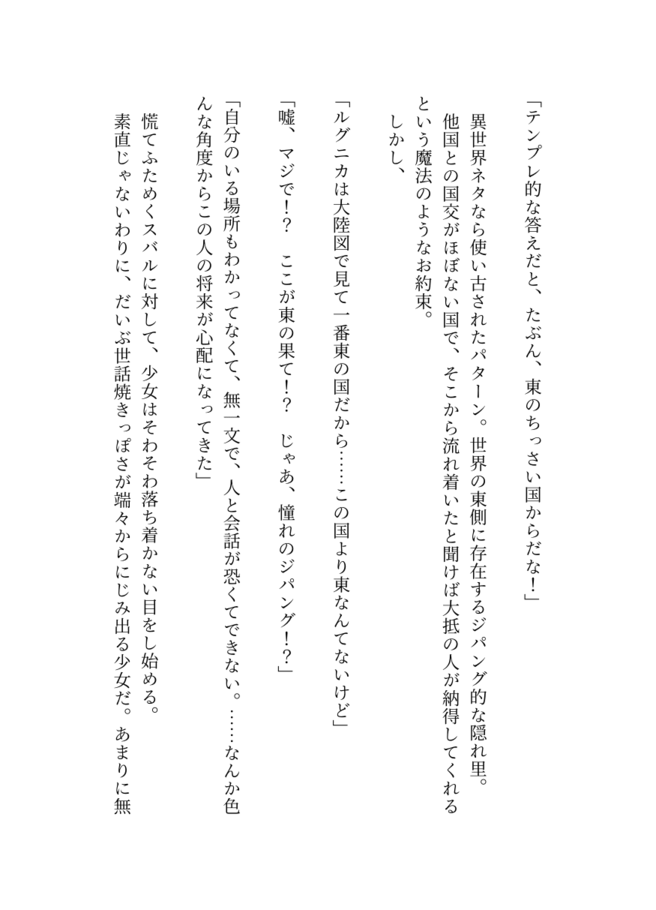 「テンプレ的な答えだと、たぶん、東のちっさい国からだな！」
異世界ネタなら使い古されたパターン。世界の東側に存在するジパング的な隠れ里。
他国との国交がほぼない国で、そこから流れ着いたと聞けば大抵の人が納得してくれる
という魔法のようなお約束。
しかし、
「ルグニカは大陸図で見て一番東の国だから……この国より東なんてないけど」
「嘘、マジで！？　ここが東の果て！？　じゃあ、憧れのジパング！？」
「自分のいる場所もわかってなくて、無一文で、人と会話が恐くてできない。……なんか色
んな角度からこの人の将来が心配になってきた」
慌てふためくスバルに対して、少女はそわそわ落ち着かない目をし始める。
素直じゃないわりに、だいぶ世話焼きっぽさが端々からにじみ出る少女だ。あまりに無